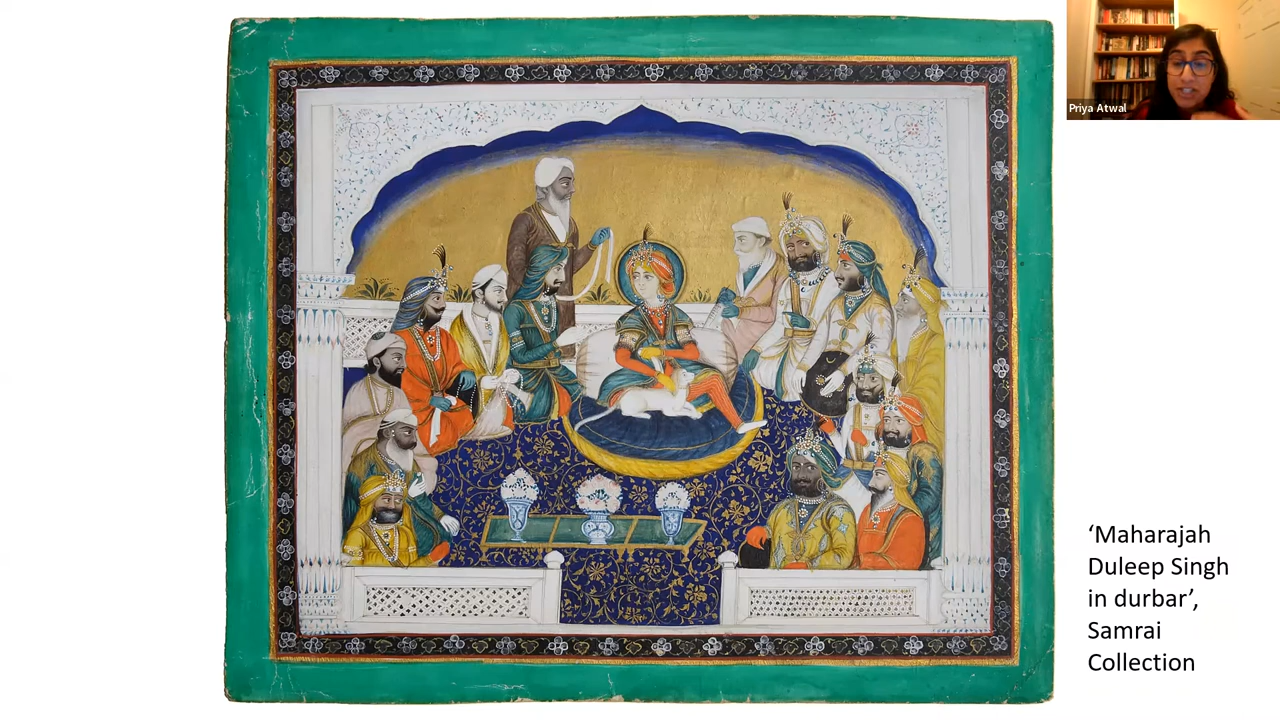 Priya Atwal
‘Maharajah
Duleep Singh
in durbar’,
Samrai
Collection